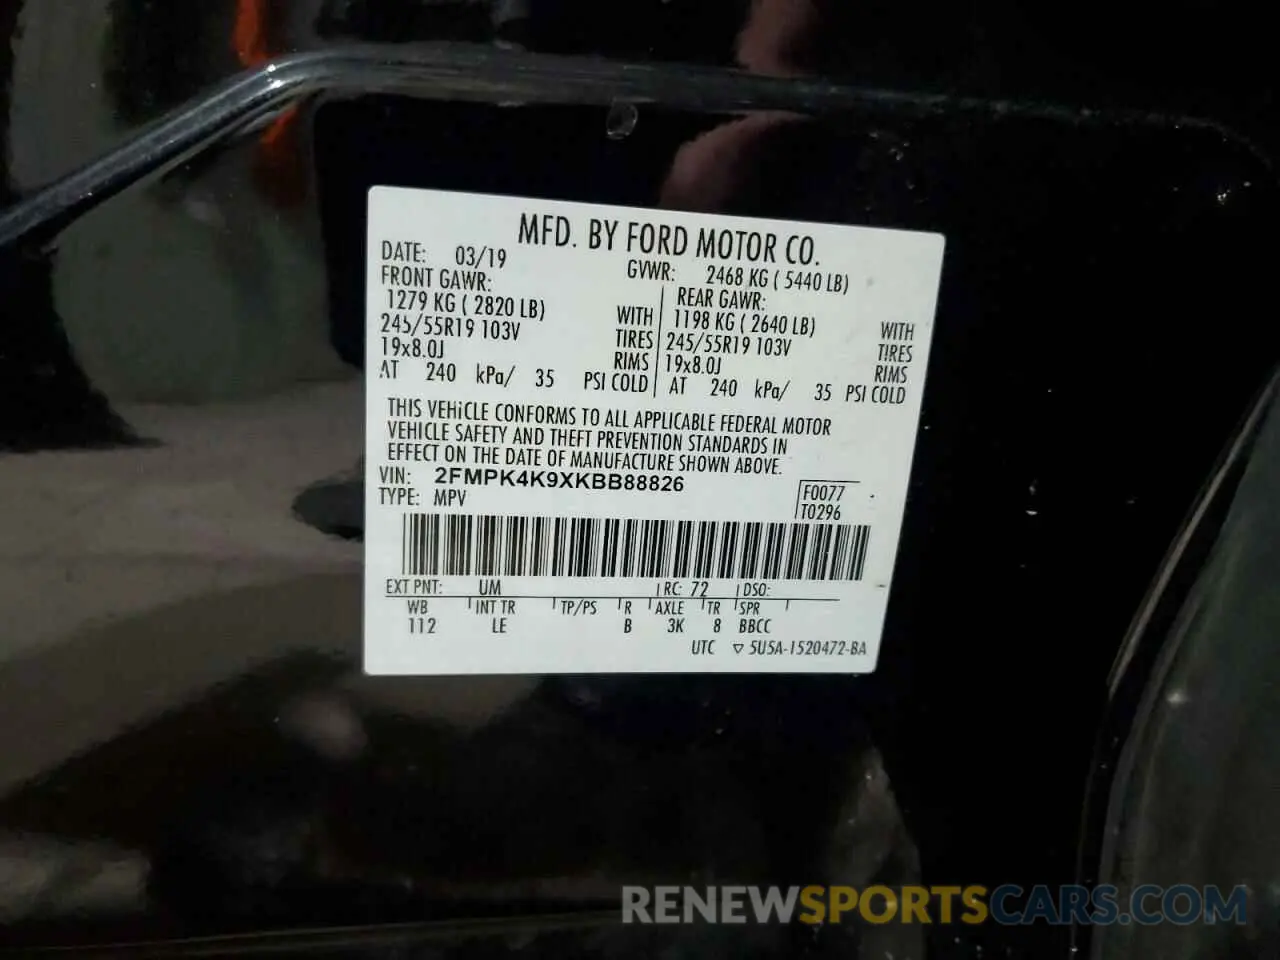 MFD. BY FORD MOTOR CO.
DATE: 03/19 GVWR: 2468 KG ( 5440 LB)
FRONT GAWR: REAR GAWR:
1279 KG ( 2820 LB) WITH 1198 KG ( 2640 LB) WITH
245/55R19 103V TIRES 245/55R19 103V TIRES
19x8.0J RIMS 19x8.0J RIMS
AT 240 kPa/ 35 PSI COLD AT 240 kPa/ 35 PSI COLD
THIS VEHICLE CONFORMS TO ALL APPLICABLE FEDERAL MOTOR
VEHICLE SAFETY AND THEFT PREVENTION STANDARDS IN
EFFECT ON THE DATE OF MANUFACTURE SHOWN ABOVE.
VIN: 2FMPK4K9XKBB88826 F0077
TYPE: MPV T0296
EXT PNT: UM RC: 72 DSO:
WB INT TR TP/PS R AXLE TR SPR
112 LE B 3K 8 BBCC
UTC ▽ 5U5A-1520472-BA
RENEWSPORTSCARS.COM